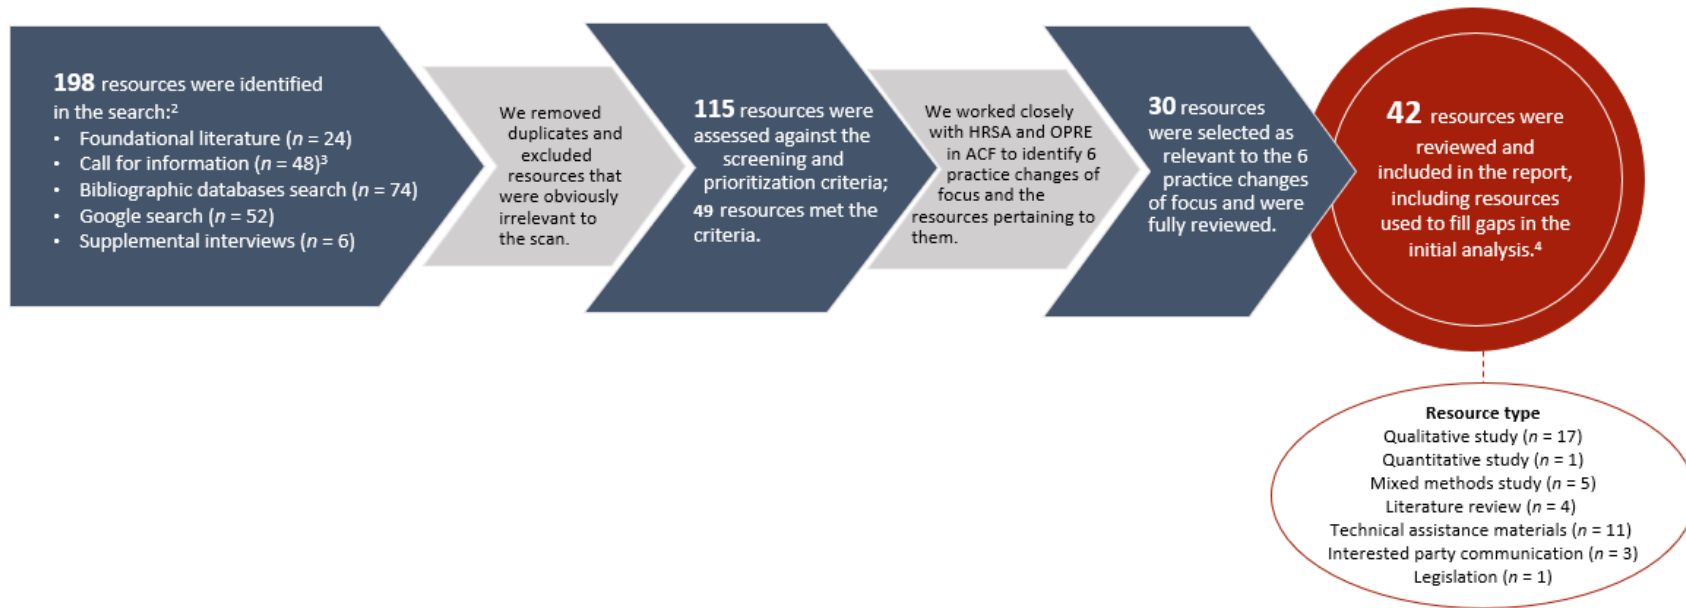 198 resources were identified
in the search:²
• Foundational literature (n = 24)
• Call for information (n = 48)³
• Bibliographic databases search (n = 74)
• Google search (n = 52)
• Supplemental interviews (n = 6)
We removed
duplicates and
excluded
resources that
were obviously
irrelevant to
the scan.
115 resources were
assessed against the
screening and
prioritization criteria;
49 resources met the
criteria.
We worked closely
with HRSA and OPRE
in ACF to identify 6
practice changes of
focus and the
resources pertaining to
them.
30 resources
were selected as
relevant to the 6
practice changes
of focus and were
fully reviewed.
42 resources were
reviewed and
included in the report,
including resources
used to fill gaps in the
initial analysis.⁴
Resource type
Qualitative study (n = 17)
Quantitative study (n = 1)
Mixed methods study (n = 5)
Literature review (n = 4)
Technical assistance materials (n = 11)
Interested party communication (n = 3)
Legislation (n = 1)